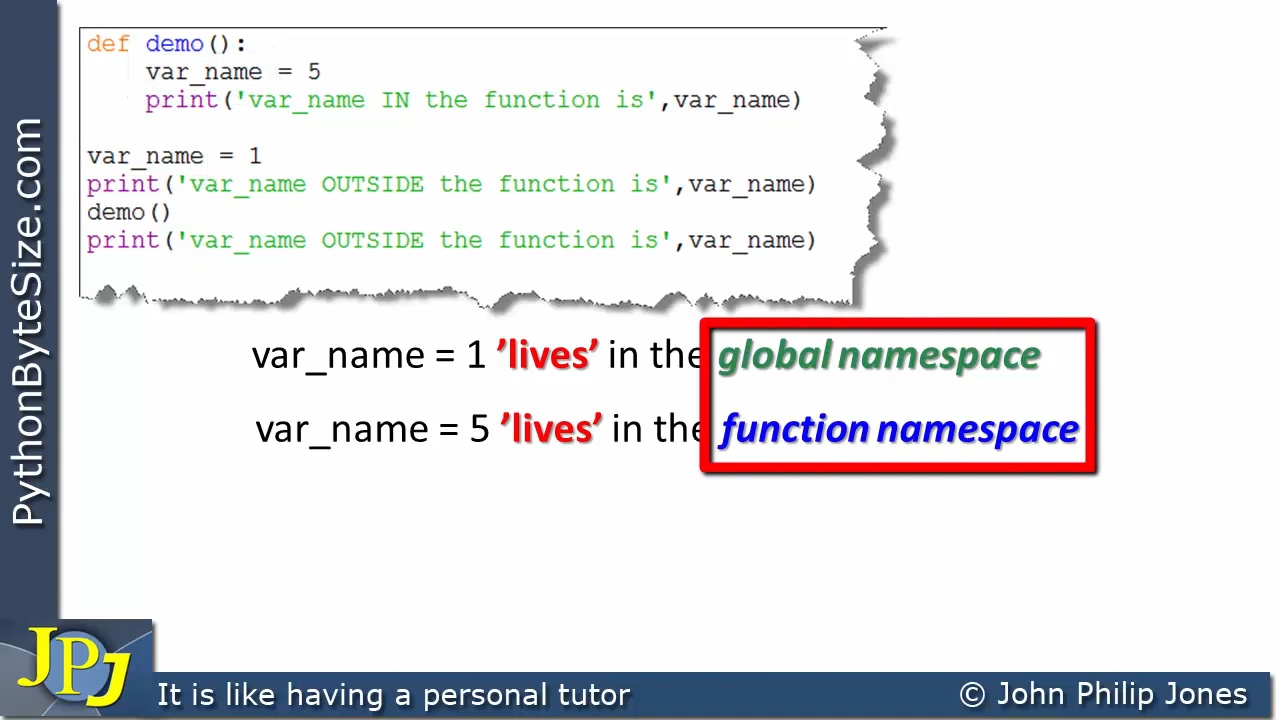 def demo():
    var_name = 5
    print('var_name IN the function is',var_name)
var_name = 1
print('var_name OUTSIDE the function is',var_name)
demo()
print('var_name OUTSIDE the function is',var_name)
var_name = 1 ’lives’ in the global namespace
var_name = 5 ’lives’ in the function namespace
PythonByteSize.com
JPJ
It is like having a personal tutor
© John Philip Jones